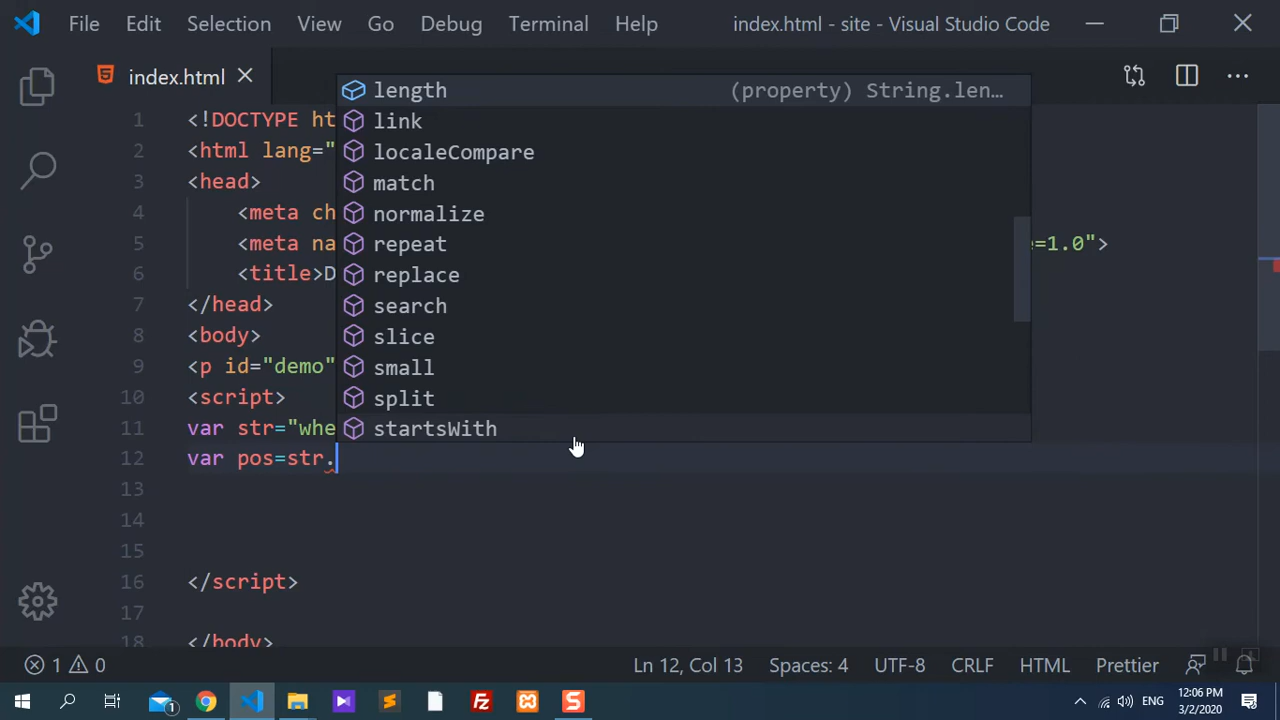 File Edit Selection View Go Debug Terminal Help index.html - site - Visual Studio Code
index.html
length (property) String.len…
link
localeCompare
match
normalize
repeat
replace
search
slice
small
split
startsWith
1 <!DOCTYPE ht
2 <html lang="
3 <head>
4 <meta ch
5 <meta na e=1.0">
6 <title>D
7 </head>
8 <body>
9 <p id="demo"
10 <script>
11 var str="whe
12 var pos=str.
13
14
15
16 </script>
17
18 </body>
1 0 Ln 12, Col 13 Spaces: 4 UTF-8 CRLF HTML Prettier
1 ENG 12:06 PM
3/2/2020